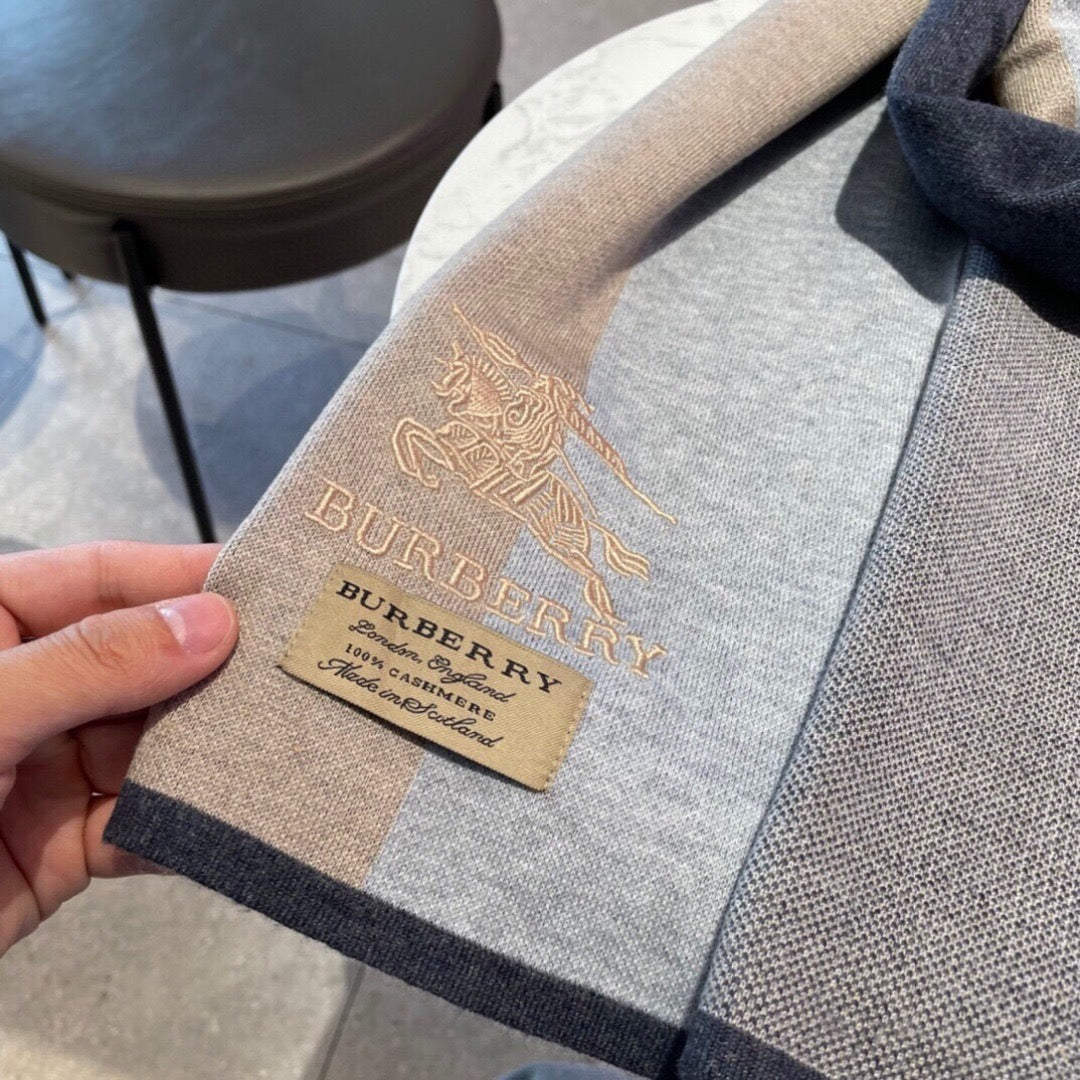 BURBERRY
BURBERRY
London, England
100% CASHMERE
Made in Scotland